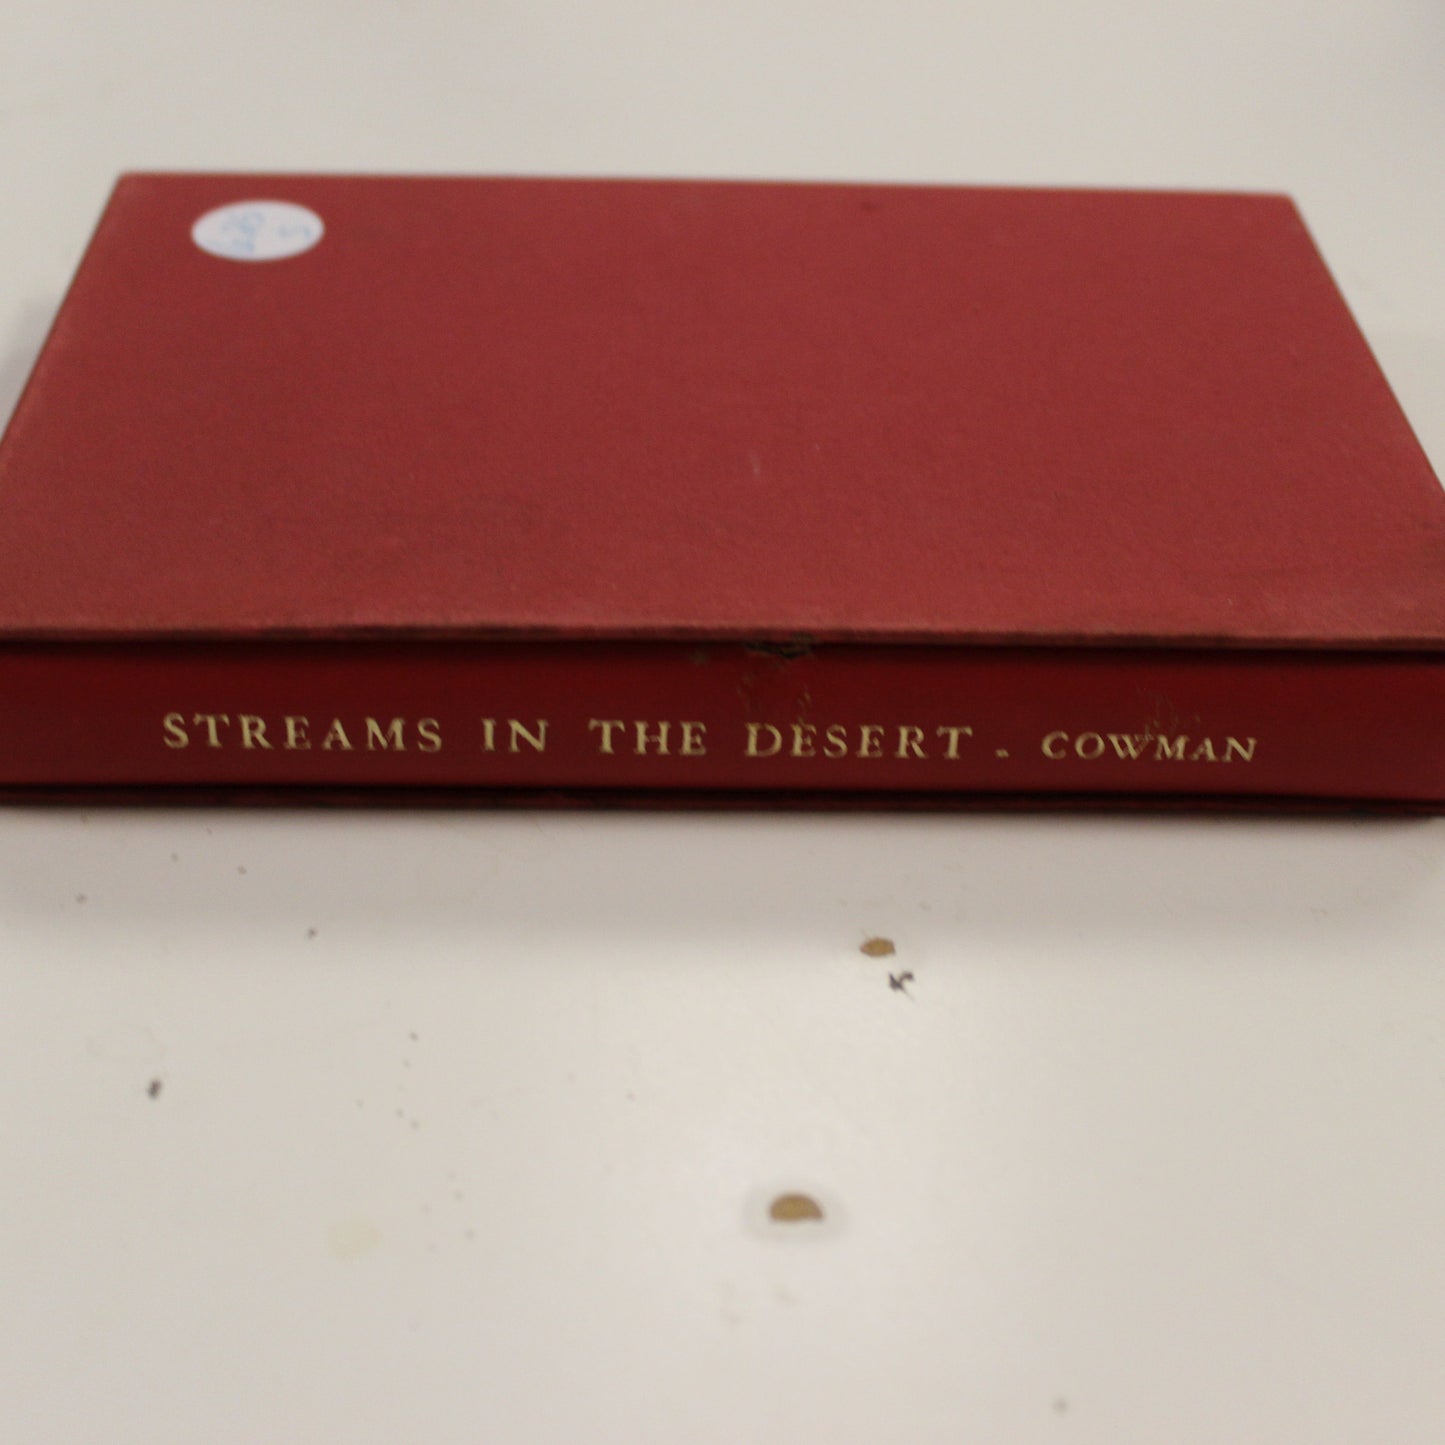 STREAMS IN THE DESERT - COWMAN